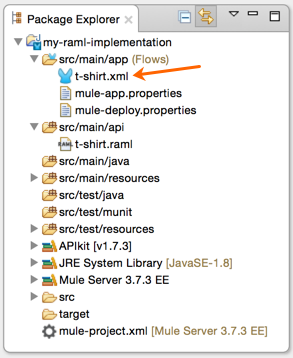 Package Explorer
my-raml-implementation
src/main/app (Flows)
t-shirt.xml
mule-app.properties
mule-deploy.properties
src/main/api
RAML t-shirt.raml
src/main/java
src/main/resources
src/test/java
src/test/munit
src/test/resources
APIkit [v1.7.3]
JRE System Library [JavaSE-1.8]
Mule Server 3.7.3 EE
src
target
mule-project.xml [Mule Server 3.7.3 EE]